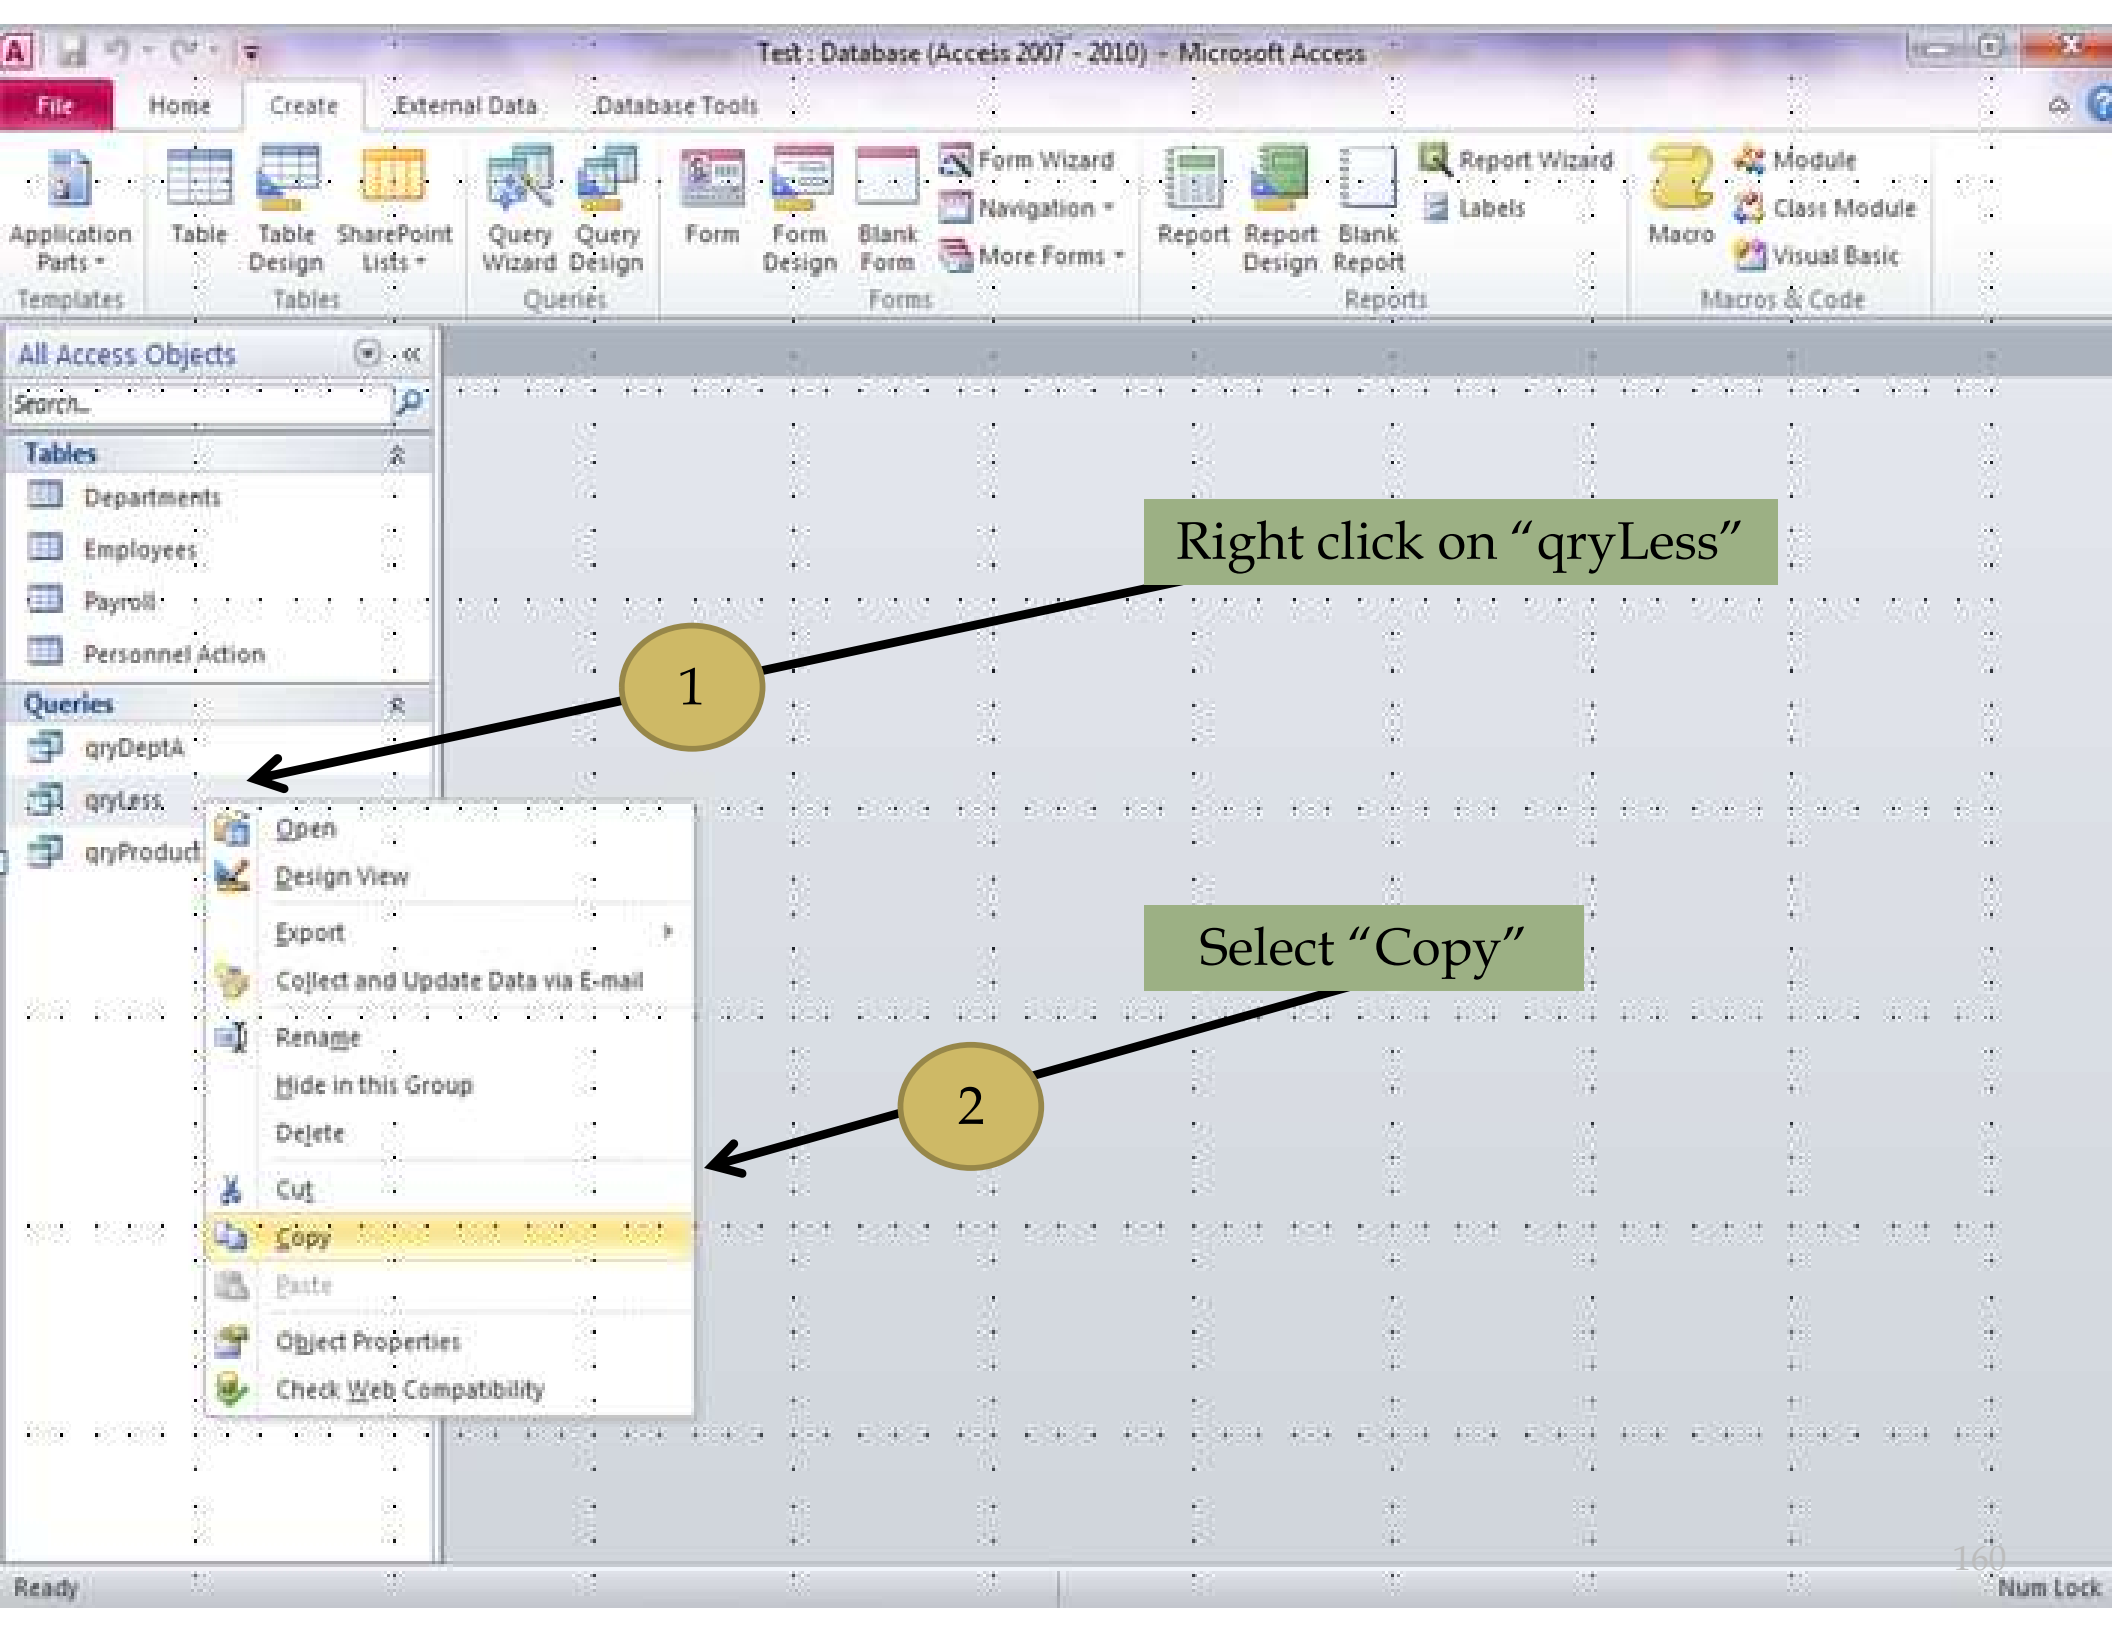 Test : Database (Access 2007 - 2010) - Microsoft Access
File Home Create External Data Database Tools
Application Parts
Table
Table Design
SharePoint Lists
Query Wizard
Query Design
Form
Form Design
Blank Form
Form Wizard
Navigation
More Forms
Report
Report Design
Blank Report
Report Wizard
Labels
Macro
Module
Class Module
Visual Basic
Templates Tables Queries Forms Reports Macros & Code
All Access Objects
Search...
Tables
Departments
Employees
Payroll
Personnel Action
Queries
qryDeptA
qryLess
qryProduct
Open
Design View
Export
Collect and Update Data via E-mail
Rename
Hide in this Group
Delete
Cut
Copy
Paste
Object Properties
Check Web Compatibility
Right click on “qryLess”
1
Select “Copy”
2
160
Ready
Num Lock